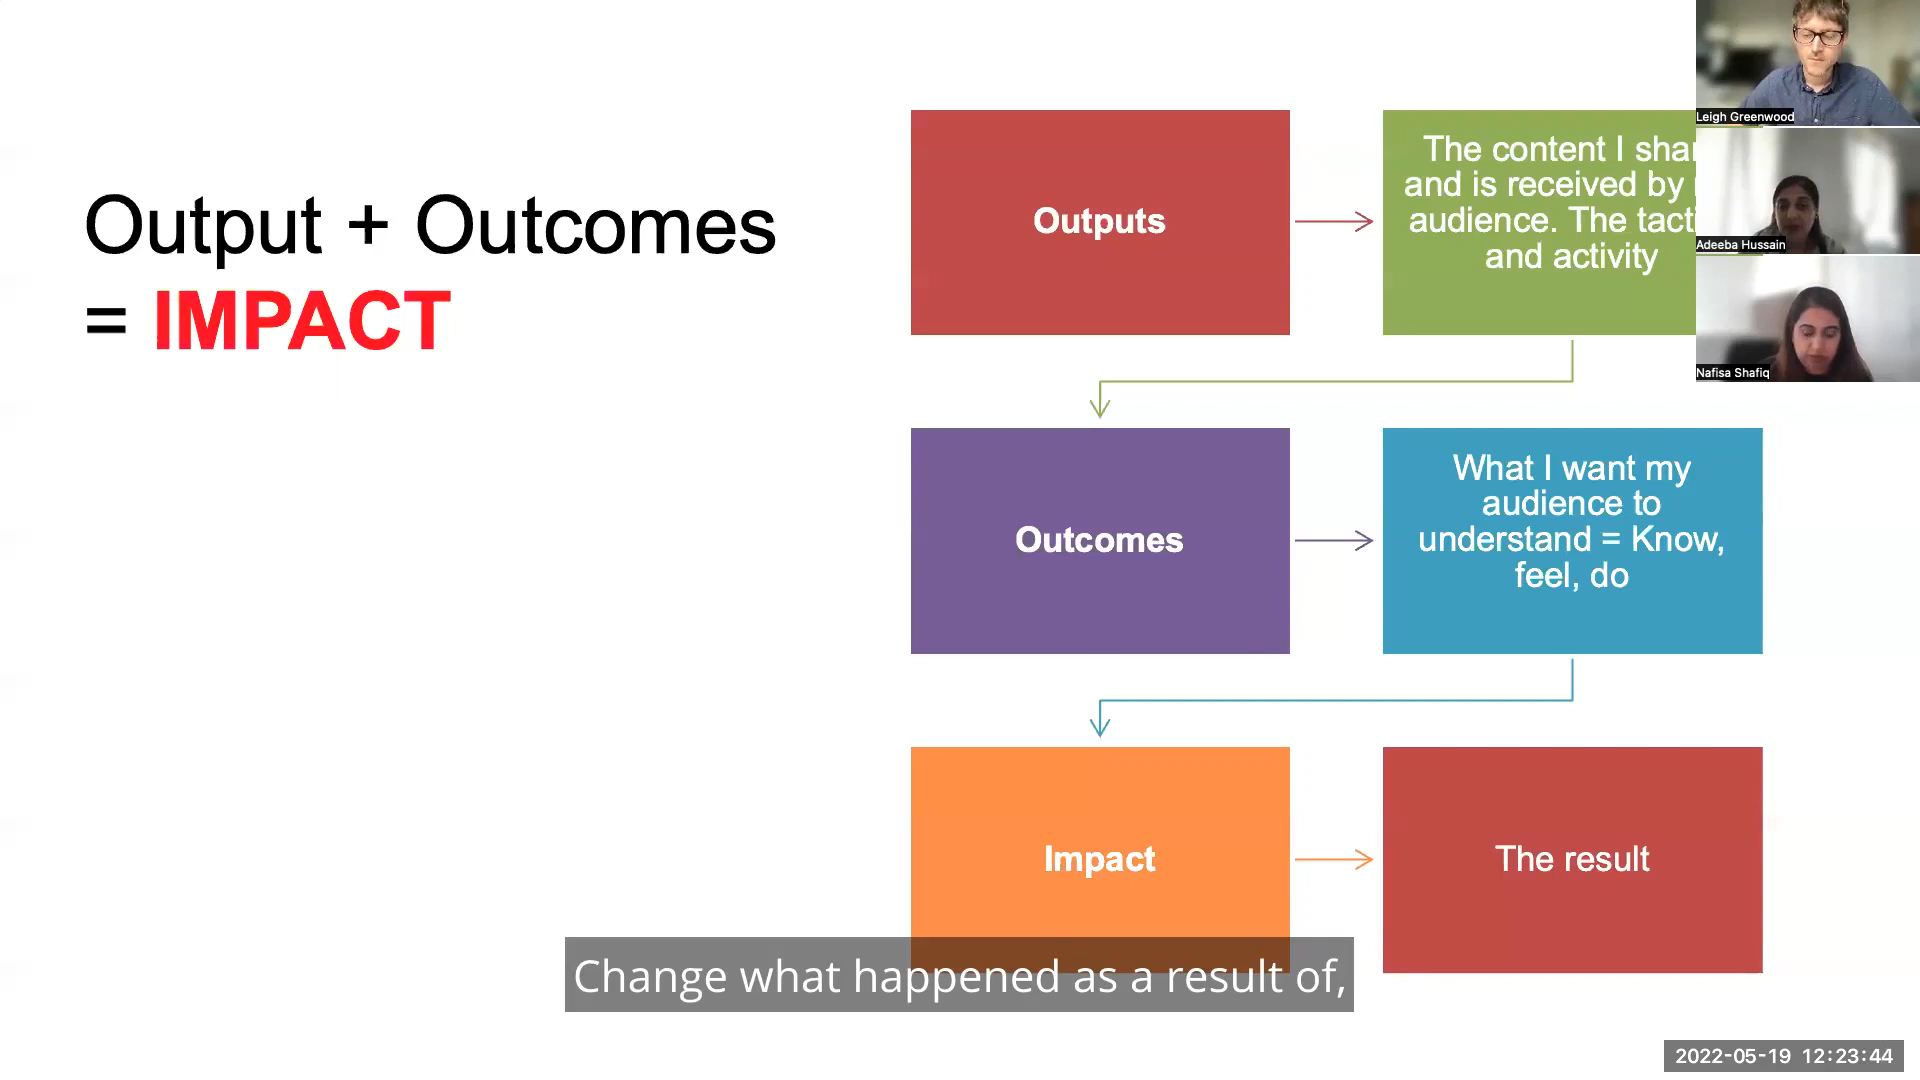 Output + Outcomes
= IMPACT
Outputs
The content I
and is received by
audience. The
and activity
Outcomes
What I want my
audience to
understand = Know,
feel, do
Impact
The result
Leigh Greenwood
Adeeba Hussain
Nafisa Shafiq
Change what happened as a result of,
2022-05-19 12:23:44